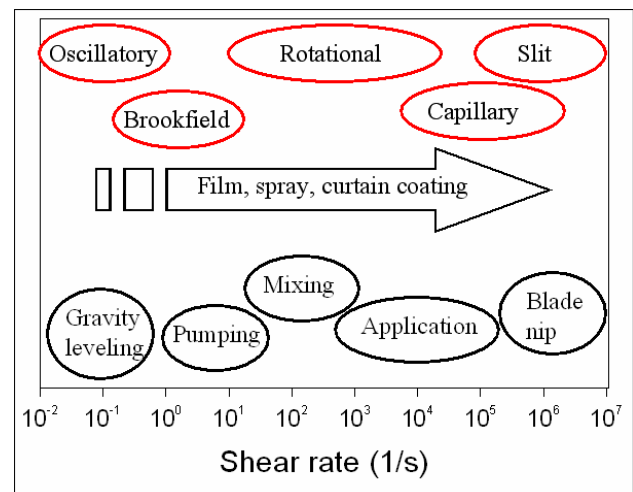 Oscillatory
Rotational
Slit
Brookfield
Capillary
Film, spray, curtain coating
Gravity
leveling
Pumping
Mixing
Application
Blade
nip
10⁻² 10⁻¹ 10⁰ 10¹ 10² 10³ 10⁴ 10⁵ 10⁶ 10⁷
Shear rate (1/s)